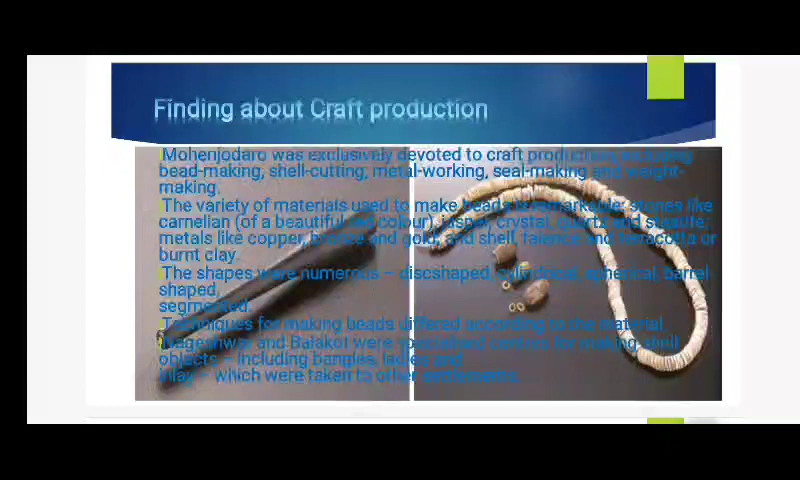 Finding about Craft production
Mohenjodaro was exclusively devoted to craft production, including
bead-making, shell-cutting, metal-working, seal-making and weight-
making.
The variety of materials used to make beads is remarkable: stones like
carnelian (of a beautiful red colour), jasper, crystal, quartz and steatite;
metals like copper, bronze and gold; and shell, faience and terracotta or
burnt clay.
The shapes were numerous – discshaped, cylindrical, spherical, barrel-
shaped,
segmented.
Techniques for making beads differed according to the material.
Nageshwar and Balakot were specialised centres for making shell
objects – including bangles, ladles and
inlay – which were taken to other settlements.